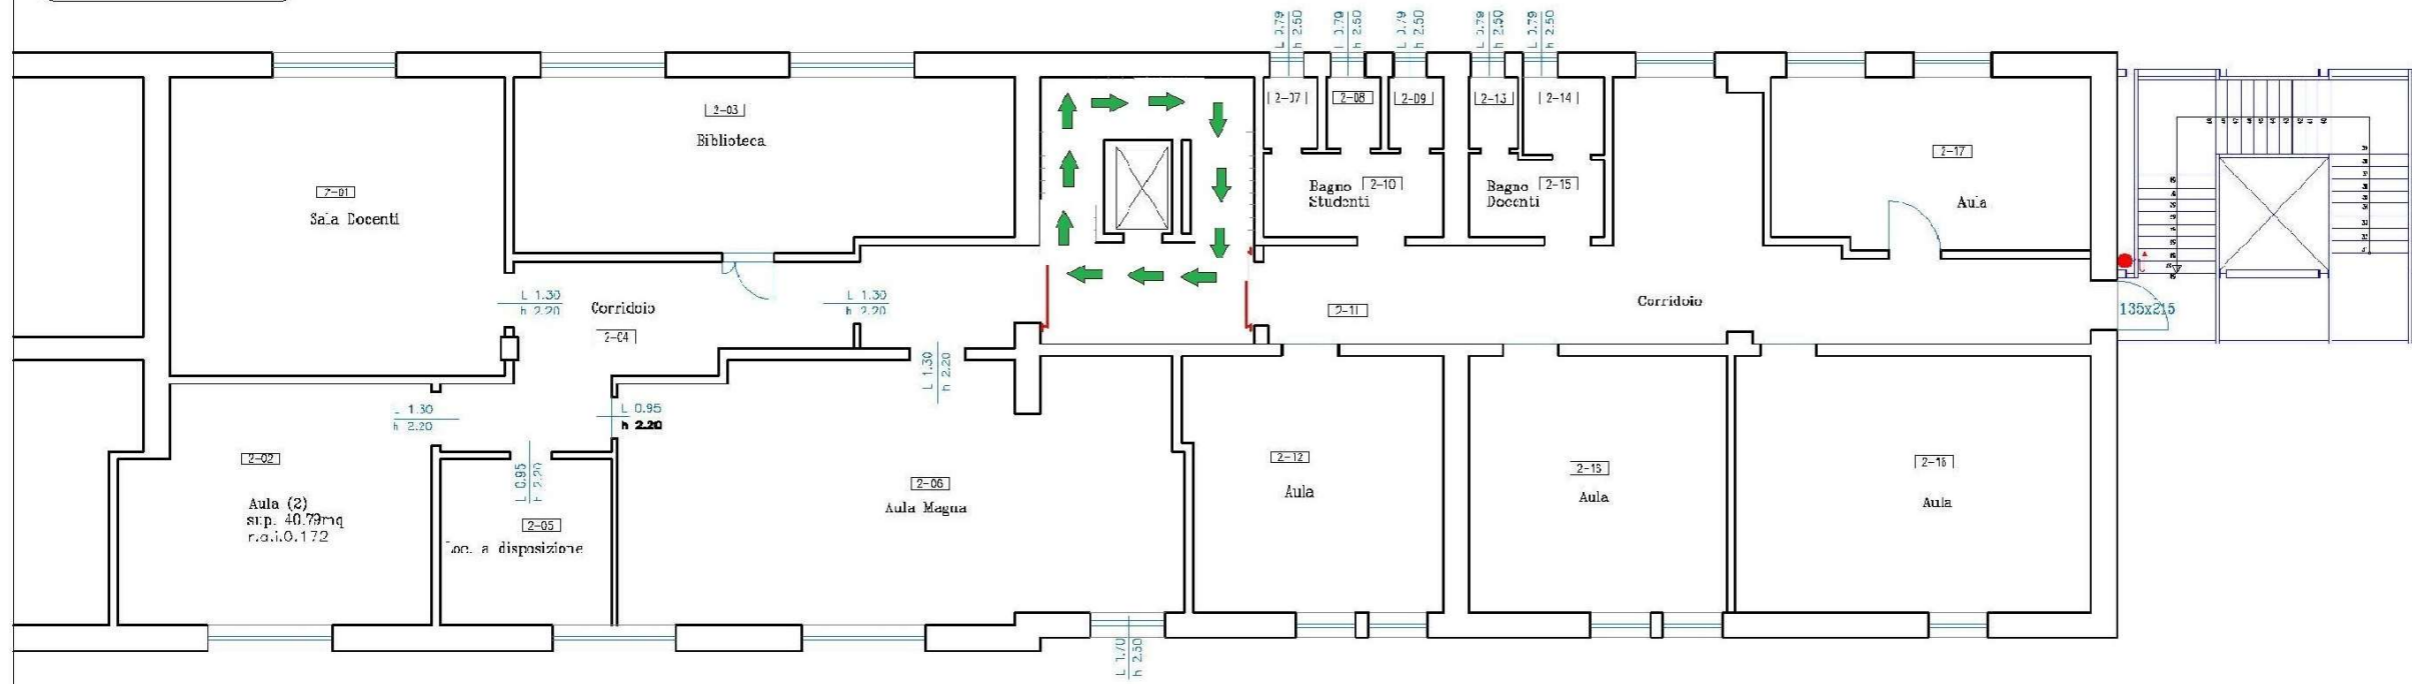 L 0.79
h 2.50
L 0.79
h 2.50
L 0.79
h 2.50
L 0.79
h 2.50
L 0.79
h 2.50
2-03
Biblioteca
2-07
2-08
2-09
2-13
2-14
2-17
Aula
2-01
Sala Docenti
Bagno
Studenti
2-10
Bagno
Docenti
2-15
L 1.30
h 2.20
Corridoio
2-04
L 1.30
h 2.20
2-11
Corridoio
135x215
L 1.30
h 2.20
L 1.30
h 2.20
L 0.95
h 2.20
L 0.95
h 2.20
2-02
Aula (2)
sup. 40.79mq
r.a.i.0.172
2-05
Loc. a disposizione
2-06
Aula Magna
2-12
Aula
Aula
2-16
Aula
L 1.70
h 2.50